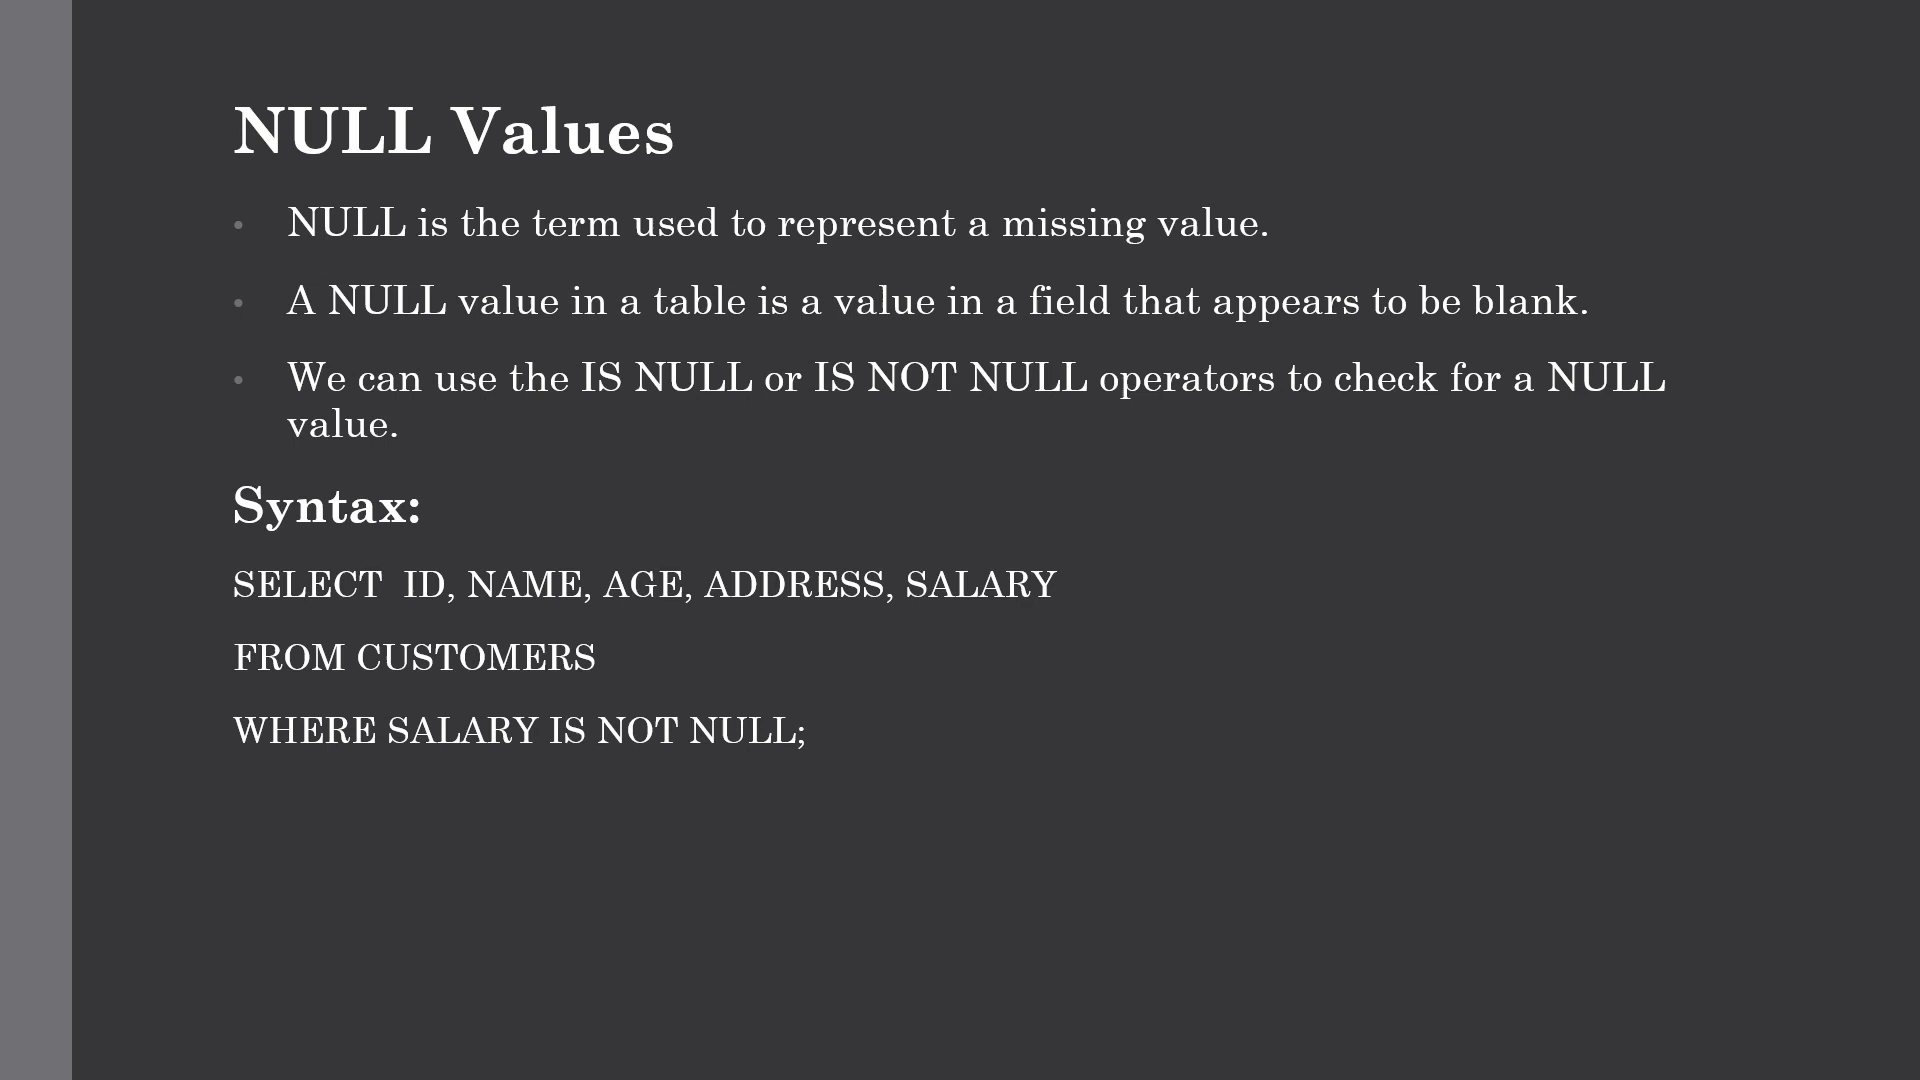 NULL Values
• NULL is the term used to represent a missing value.
• A NULL value in a table is a value in a field that appears to be blank.
• We can use the IS NULL or IS NOT NULL operators to check for a NULL
value.
Syntax:
SELECT  ID, NAME, AGE, ADDRESS, SALARY
FROM CUSTOMERS
WHERE SALARY IS NOT NULL;